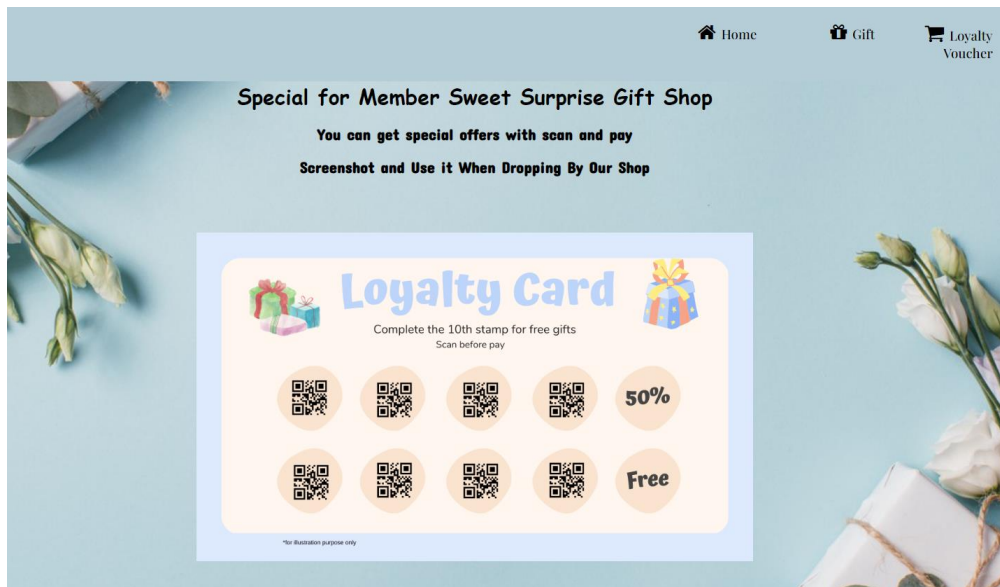 Home
Gift
Loyalty
Voucher
Special for Member Sweet Surprise Gift Shop
You can get special offers with scan and pay
Screenshot and Use it When Dropping By Our Shop
Loyalty Card
Complete the 10th stamp for free gifts
Scan before pay
50%
Free
*for illustration purpose only